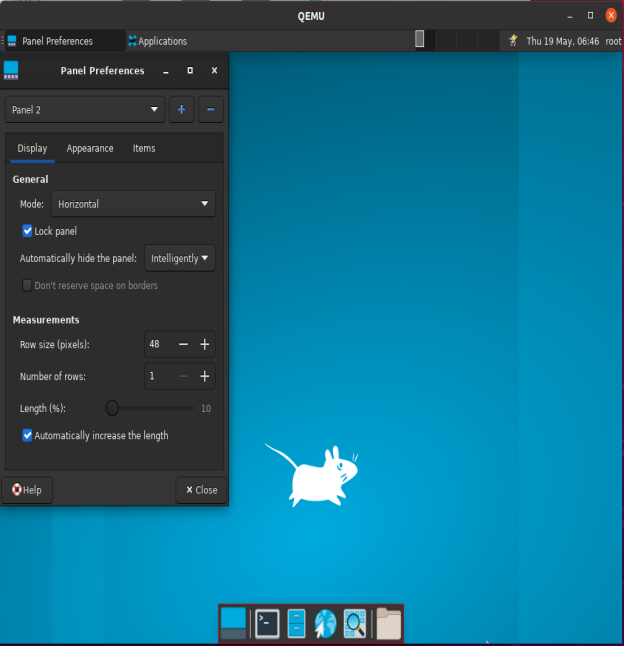 QEMU
Panel Preferences Applications Thu 19 May, 06:46 root
Panel Preferences
Panel 2
Display Appearance Items
General
Mode: Horizontal
Lock panel
Automatically hide the panel: Intelligently
Don't reserve space on borders
Measurements
Row size (pixels): 48
Number of rows: 1
Length (%): 10
Automatically increase the length
Help Close